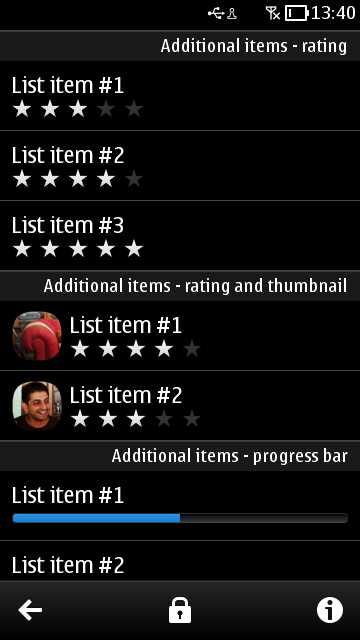 13:40
Additional items - rating
List item #1
List item #2
List item #3
Additional items - rating and thumbnail
List item #1
List item #2
Additional items - progress bar
List item #1
List item #2